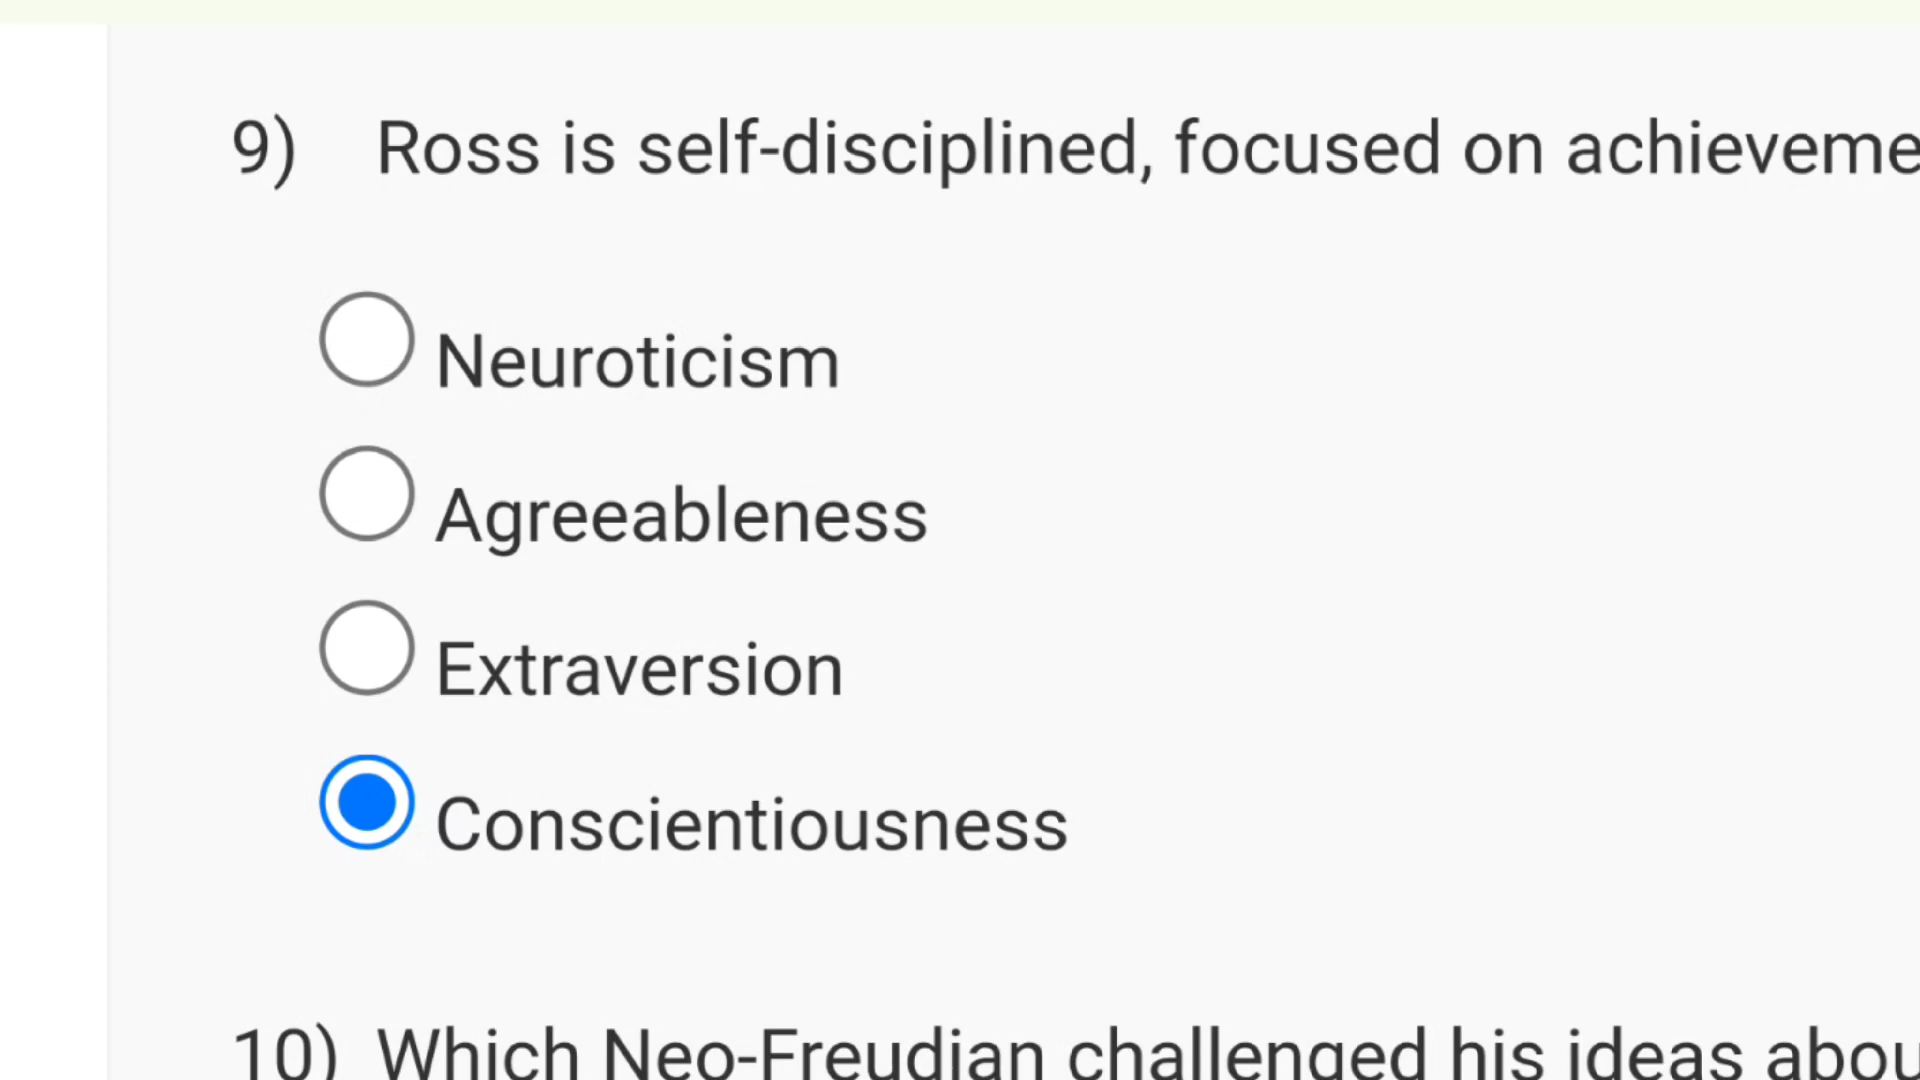 9) Ross is self-disciplined, focused on achieveme
Neuroticism
Agreeableness
Extraversion
Conscientiousness
10) Which Neo-Freudian challenged his ideas abou